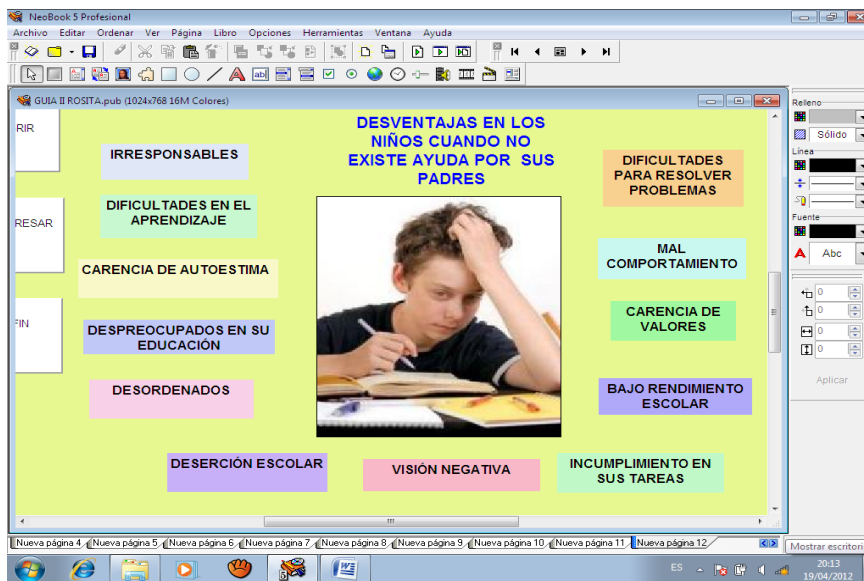 NeoBook 5 Profesional
Archivo Editar Ordenar Ver Página Libro Opciones Herramientas Ventana Ayuda
GUIA II ROSITA.pub (1024x768 16M Colores)
RIR
RESAR
FIN
DESVENTAJAS EN LOS
NIÑOS CUANDO NO
EXISTE AYUDA POR SUS
PADRES
IRRESPONSABLES
DIFICULTADES EN EL
APRENDIZAJE
CARENCIA DE AUTOESTIMA
DESPREOCUPADOS EN SU
EDUCACIÓN
DESORDENADOS
DESERCIÓN ESCOLAR
VISIÓN NEGATIVA
INCUMPLIMIENTO EN
SUS TAREAS
DIFICULTADES
PARA RESOLVER
PROBLEMAS
MAL
COMPORTAMIENTO
CARENCIA DE
VALORES
BAJO RENDIMIENTO
ESCOLAR
Relleno
Sólido
Línea
Fuente
A Abc
0
0
0
0
Aplicar
Nueva página 4 Nueva página 5 Nueva página 6 Nueva página 7 Nueva página 8 Nueva página 9 Nueva página 10 Nueva página 11 Nueva página 12
Mostrar escritori
ES
20:13
19/04/2012